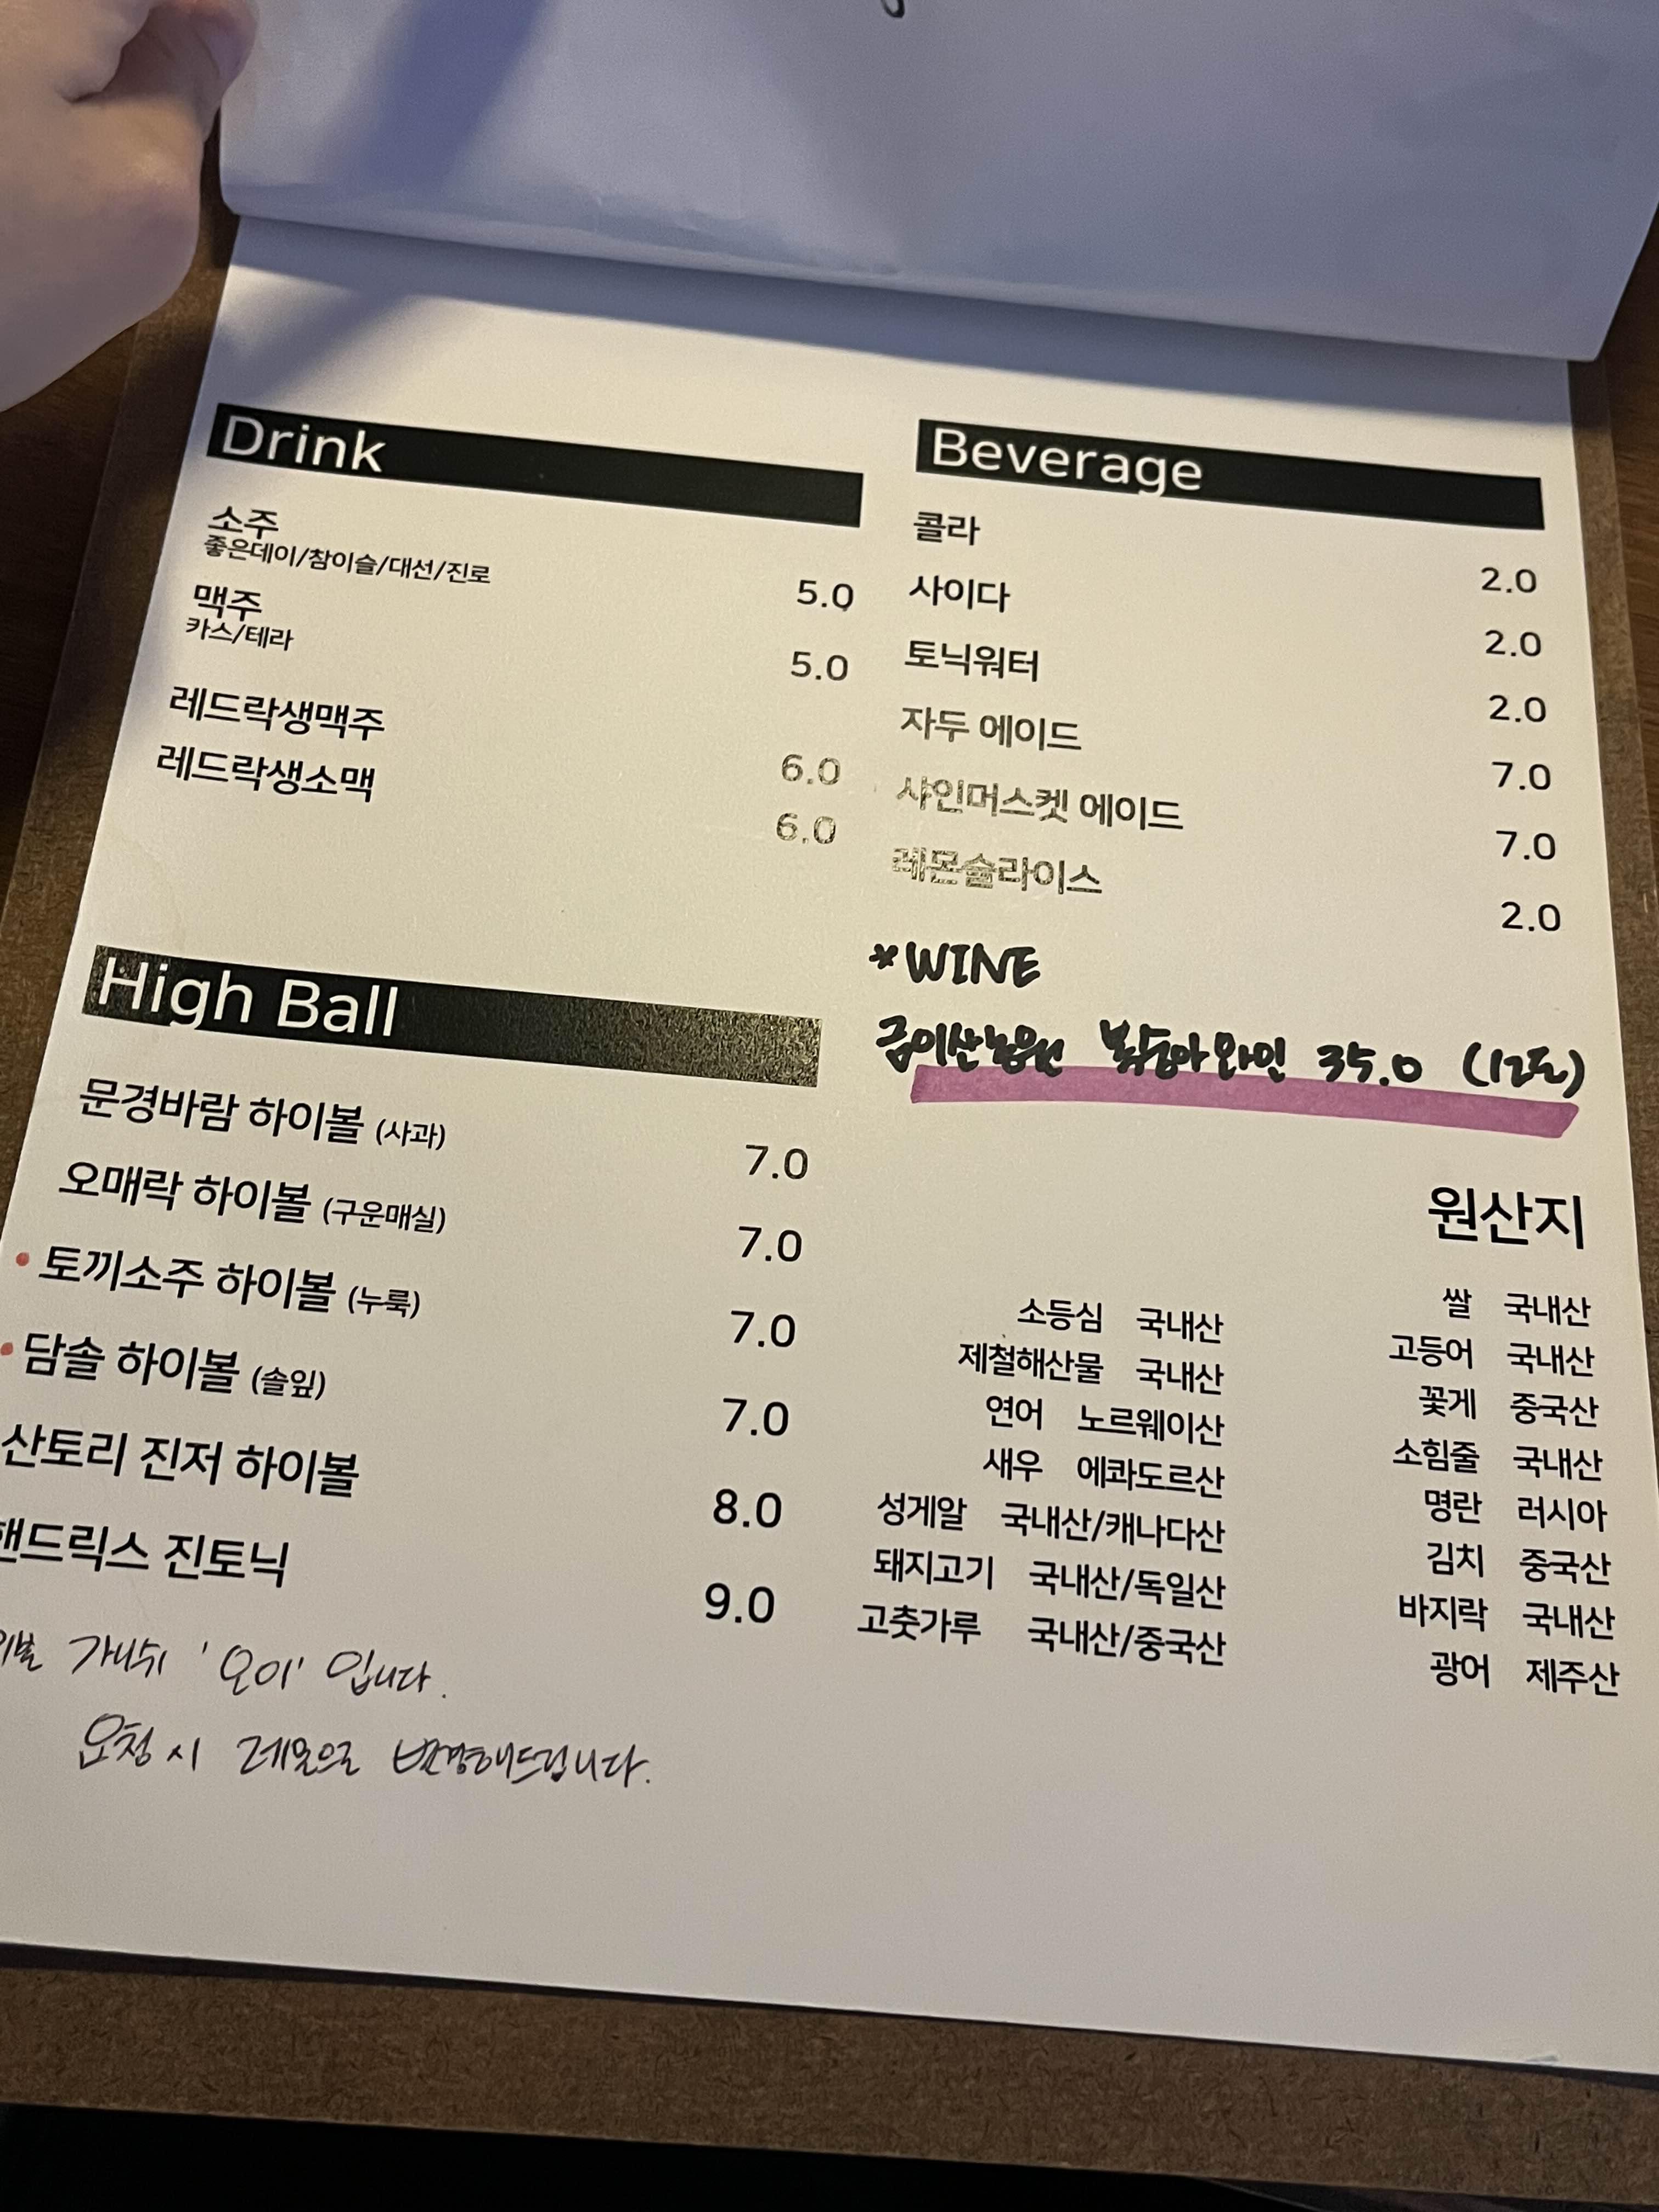 Drink
소주
좋은데이/참이슬/대선/진로 5.0
맥주
카스/테라 5.0
레드락생맥주 6.0
레드락생소맥 6.0
High Ball
문경바람 하이볼 (사과) 7.0
오매락 하이볼 (구운매실) 7.0
• 토끼소주 하이볼 (누룩) 7.0
• 담솔 하이볼 (솔잎) 7.0
산토리 진저 하이볼 8.0
핸드릭스 진토닉 9.0
가니쉬 '오이' 입니다.
요청 시 레몬으로 변경해드립니다.
Beverage
콜라 2.0
사이다 2.0
토닉워터 2.0
자두 에이드 7.0
샤인머스켓 에이드 7.0
레몬슬라이스 2.0
*WINE
금이산농원 복숭아와인 35.0 (12도)
원산지
소등심 국내산
제철해산물 국내산
연어 노르웨이산
새우 에콰도르산
성게알 국내산/캐나다산
돼지고기 국내산/독일산
고춧가루 국내산/중국산
쌀 국내산
고등어 국내산
꽃게 중국산
소힘줄 국내산
명란 러시아
김치 중국산
바지락 국내산
광어 제주산